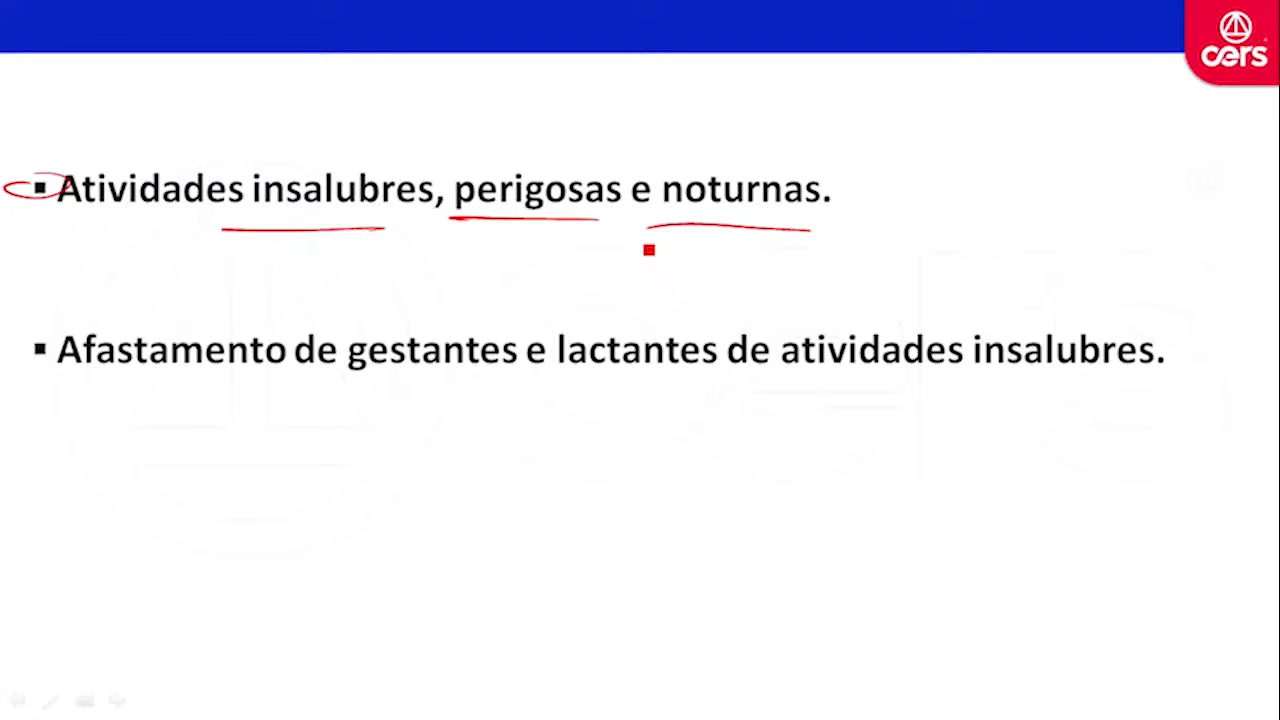 cers
▪ Atividades insalubres, perigosas e noturnas.
▪ Afastamento de gestantes e lactantes de atividades insalubres.